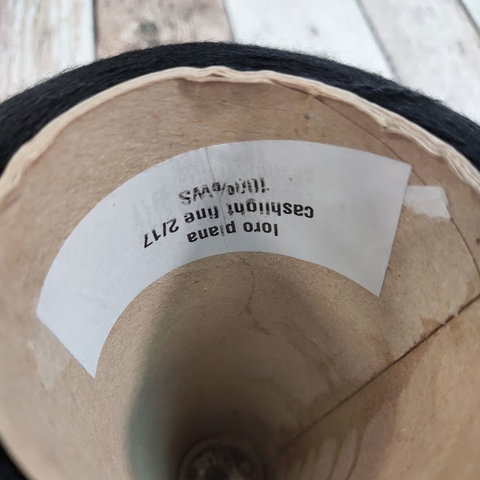 loro piana
cashlight fine 2/17
100%WS